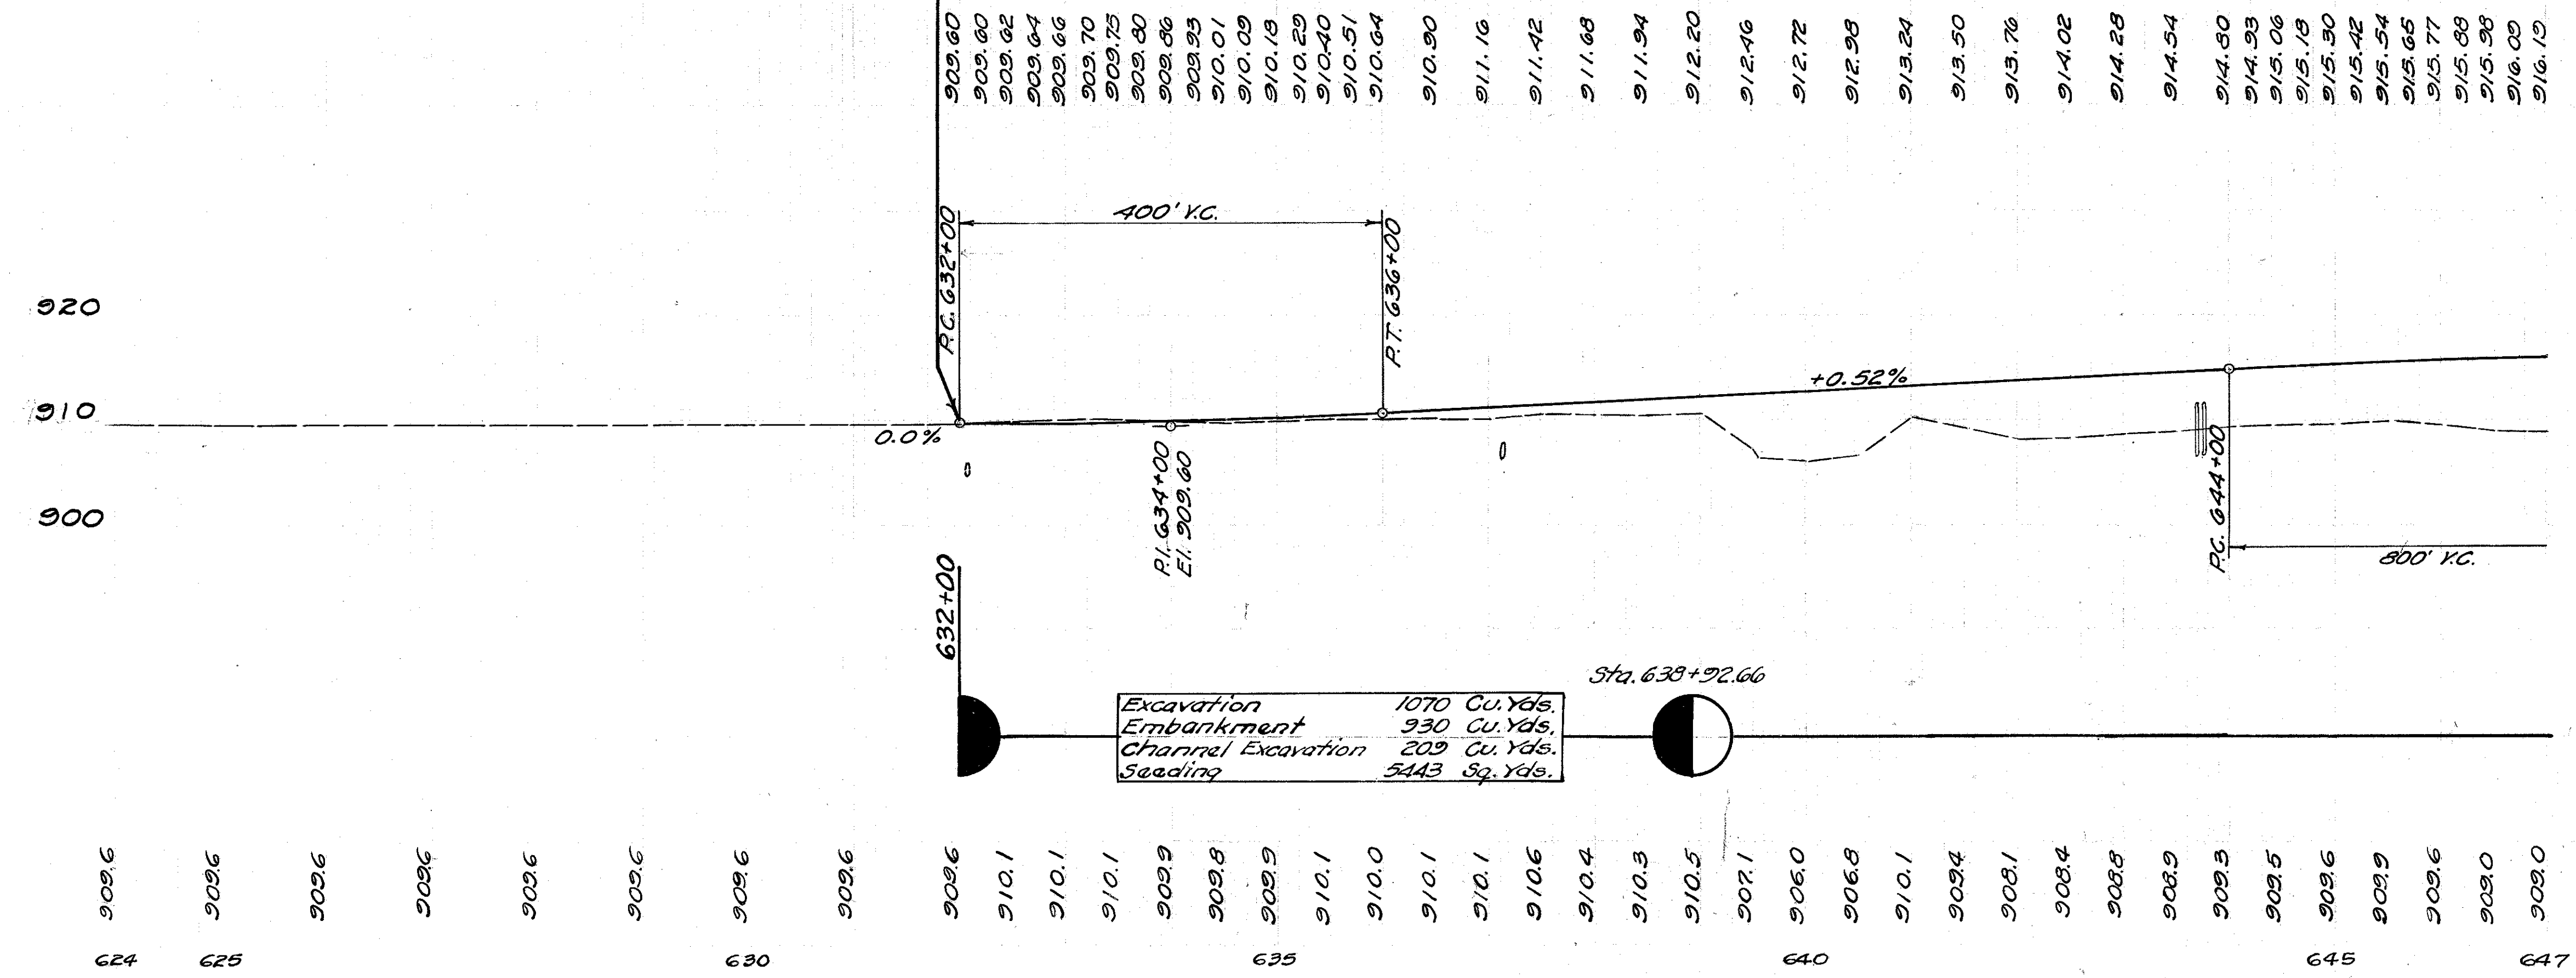 909.60 909.60 909.62 909.64 909.66 909.70 909.75 909.80 909.86 909.93 910.01 910.09 910.18 910.29 910.40 910.51 910.64 910.90 911.16 911.42 911.68 911.94 912.20 912.46 912.72 912.98 913.24 913.50 913.76 914.02 914.28 914.54 914.80 914.93 915.06 915.18 915.30 915.42 915.54 915.65 915.77 915.88 915.98 916.09 916.19
400' V.C.
P.C. 632+00
P.T. 636+00
920
+0.52%
910
0.0%
P.I. 634+00
El. 909.60
P.C. 644+00
900
800' V.C.
632+00
Sta. 638+92.66
Excavation 1070 Cu. Yds.
Embankment 930 Cu. Yds.
Channel Excavation 209 Cu. Yds.
Seeding 5443 Sq. Yds.
909.6 909.6 909.6 909.6 909.6 909.6 909.6 909.6 909.6 910.1 910.1 910.1 909.9 909.8 909.9 910.1 910.0 910.1 910.1 910.6 910.4 910.3 910.5 907.1 906.0 906.8 910.1 909.4 908.1 908.4 908.8 908.9 909.3 909.5 909.6 909.9 909.6 909.0 909.0
624 625 630 635 640 645 647